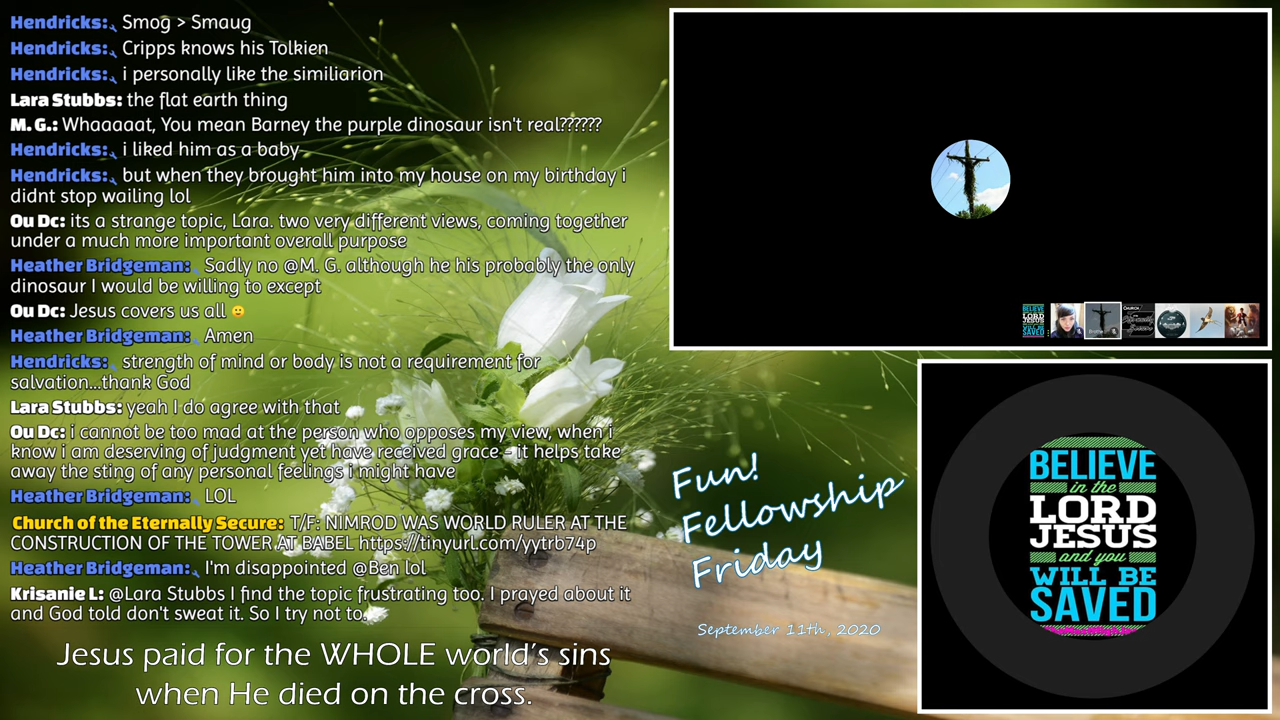 Hendricks: Smog > Smaug
Hendricks: Cripps knows his Tolkien
Hendricks: i personally like the similiarion
Lara Stubbs: the flat earth thing
M. G.: Whaaaaat, You mean Barney the purple dinosaur isn't real??????
Hendricks: i liked him as a baby
Hendricks: but when they brought him into my house on my birthday i
didnt stop wailing lol
Ou Dc: its a strange topic, Lara. two very different views, coming together
under a much more important overall purpose
Heather Bridgeman: Sadly no @M. G. although he his probably the only
dinosaur I would be willing to except
Ou Dc: Jesus covers us all 🙂
Heather Bridgeman: Amen
Hendricks: strength of mind or body is not a requirement for
salvation...thank God
Lara Stubbs: yeah I do agree with that
Ou Dc: i cannot be too mad at the person who opposes my view, when i
know i am deserving of judgment yet have received grace - it helps take
away the sting of any personal feelings i might have
Heather Bridgeman: LOL
Church of the Eternally Secure: T/F: NIMROD WAS WORLD RULER AT THE
CONSTRUCTION OF THE TOWER AT BABEL https://tinyurl.com/yytrb74p
Heather Bridgeman: I'm disappointed @Ben lol
Krisanie L: @Lara Stubbs I find the topic frustrating too. I prayed about it
and God told don't sweat it. So I try not to.
Jesus paid for the WHOLE world's sins
when He died on the cross.
Fun!
Fellowship
Friday
September 11th, 2020
BELIEVE
LORD
JESUS
WILL BE
SAVED
CHURCH
BELIEVE
in the
LORD
JESUS
and you
WILL BE
SAVED